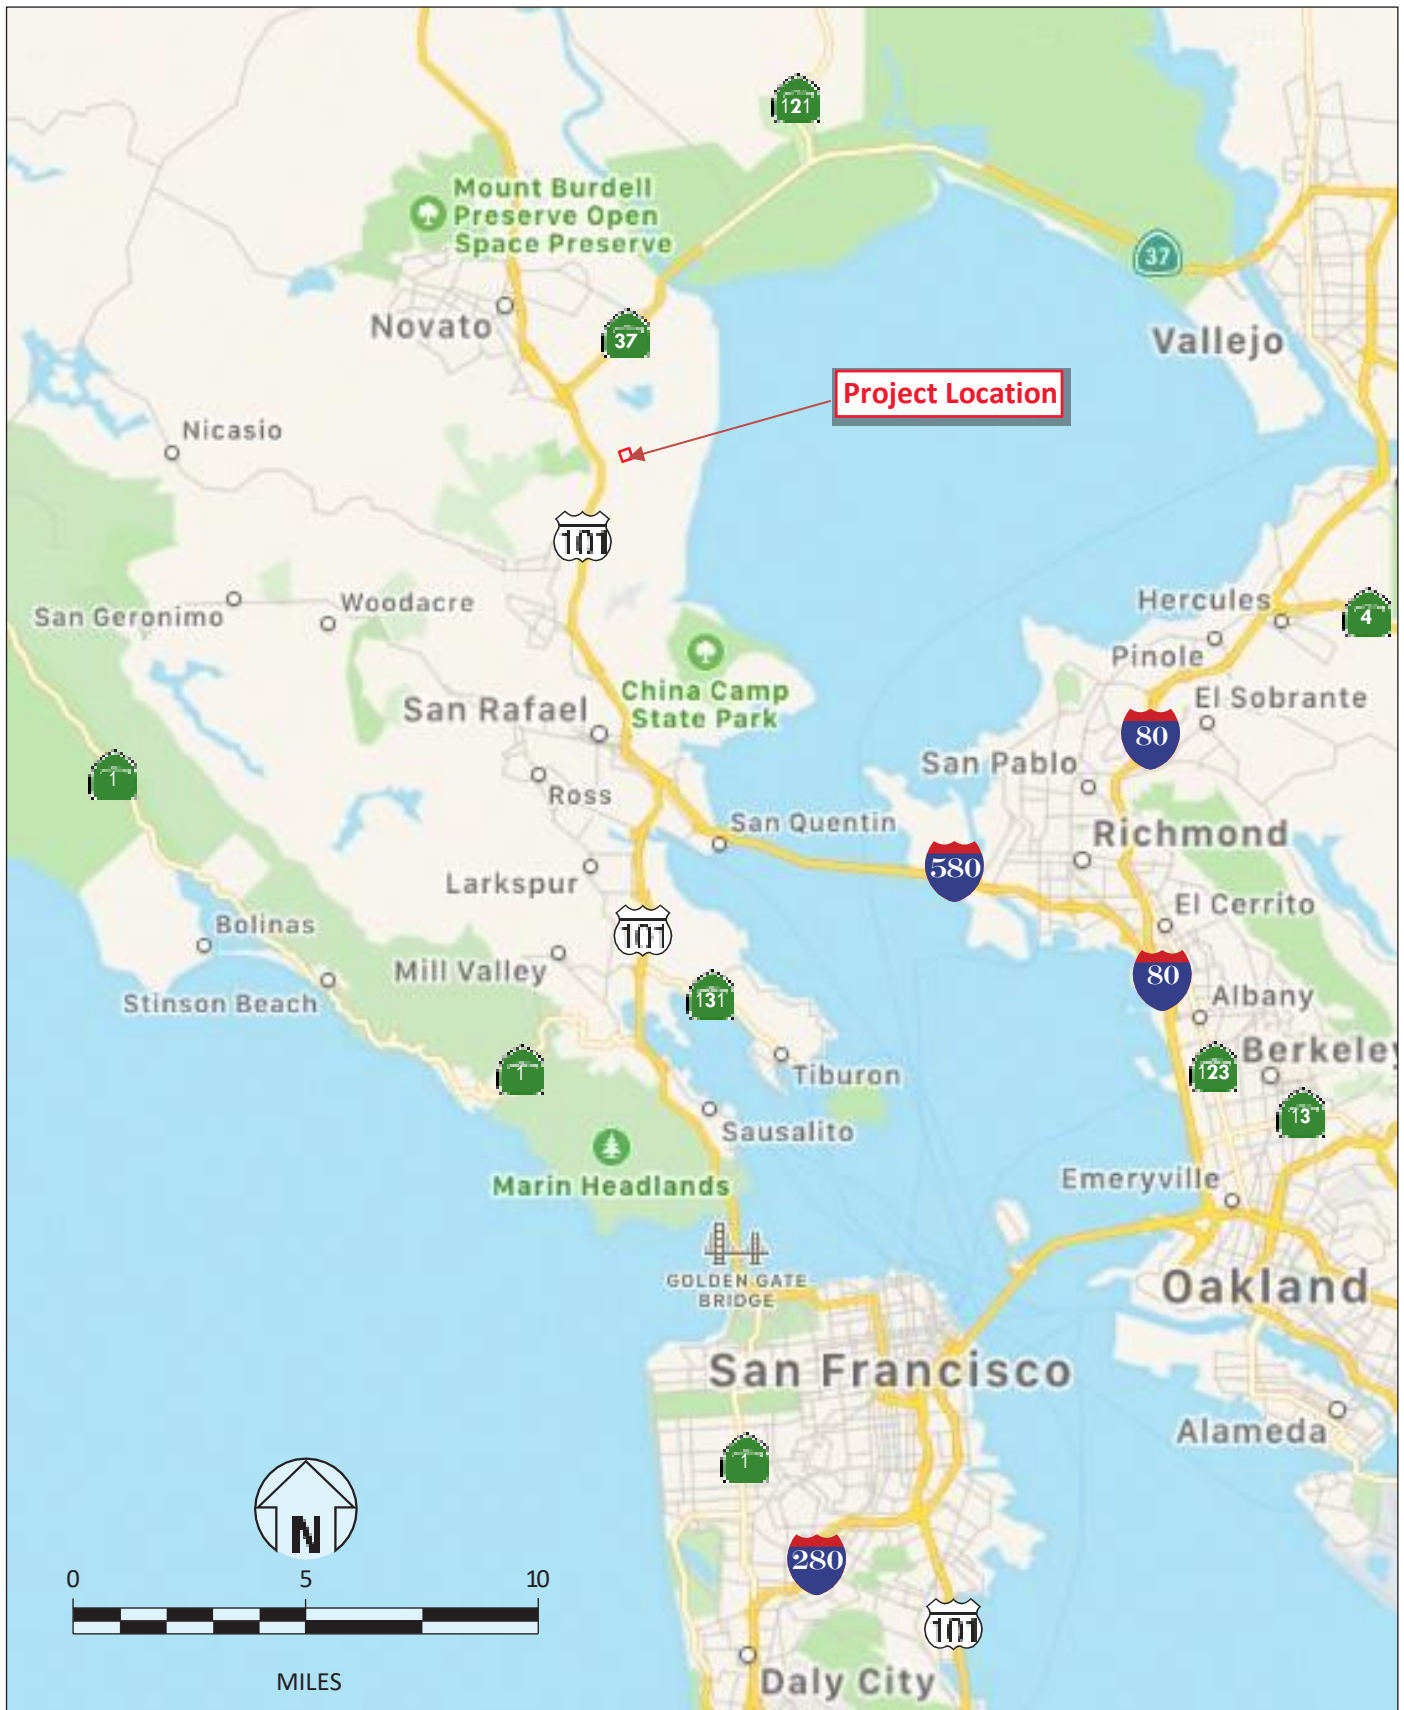 121
Mount Burdell
Preserve Open
Space Preserve
37
Novato
37
Vallejo
Project Location
Nicasio
101
Hercules
4
San Geronimo
Woodacre
Pinole
China Camp
State Park
El Sobrante
San Rafael
80
San Pablo
1
Ross
San Quentin
Richmond
580
Larkspur
El Cerrito
Bolinas
101
Mill Valley
80
Stinson Beach
131
Albany
Berkeley
1
Tiburon
123
13
Sausalito
Marin Headlands
Emeryville
GOLDEN GATE
BRIDGE
Oakland
San Francisco
Alameda
1
N
280
0 5 10
101
MILES
Daly City